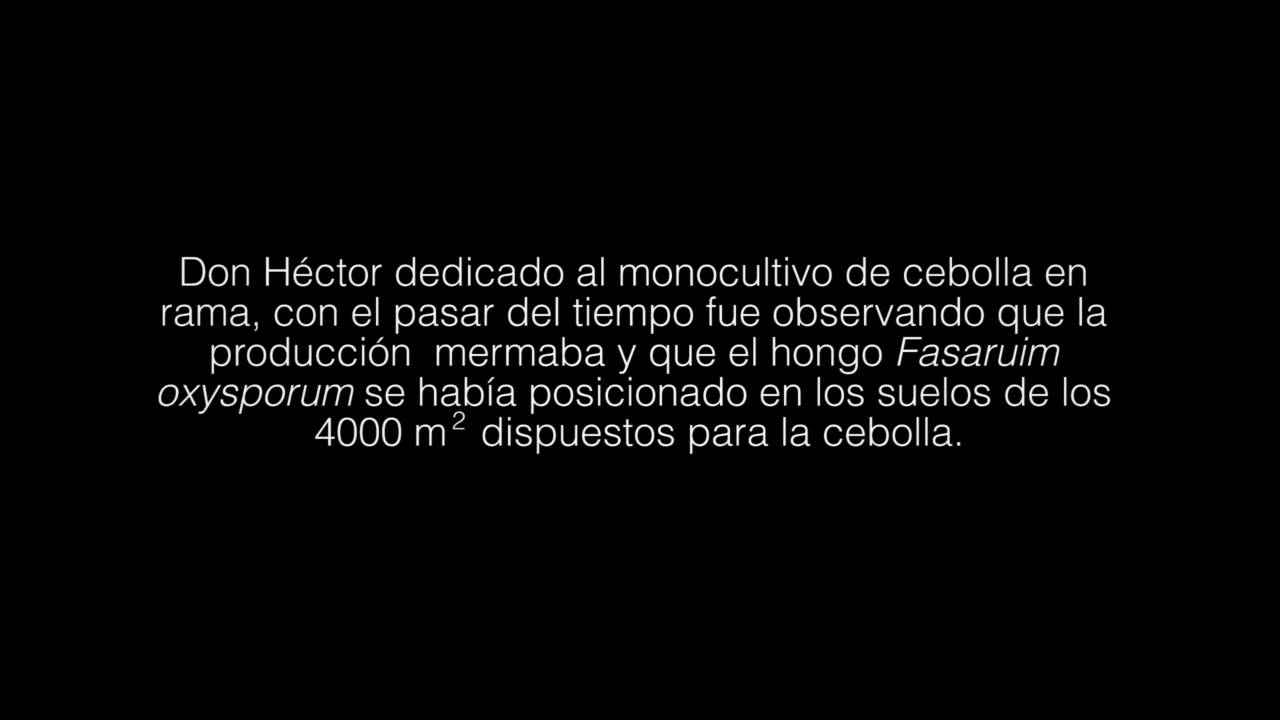 Don Héctor dedicado al monocultivo de cebolla en
rama, con el pasar del tiempo fue observando que la
producción  mermaba y que el hongo Fasaruim
oxysporum se había posicionado en los suelos de los
4000 m² dispuestos para la cebolla.